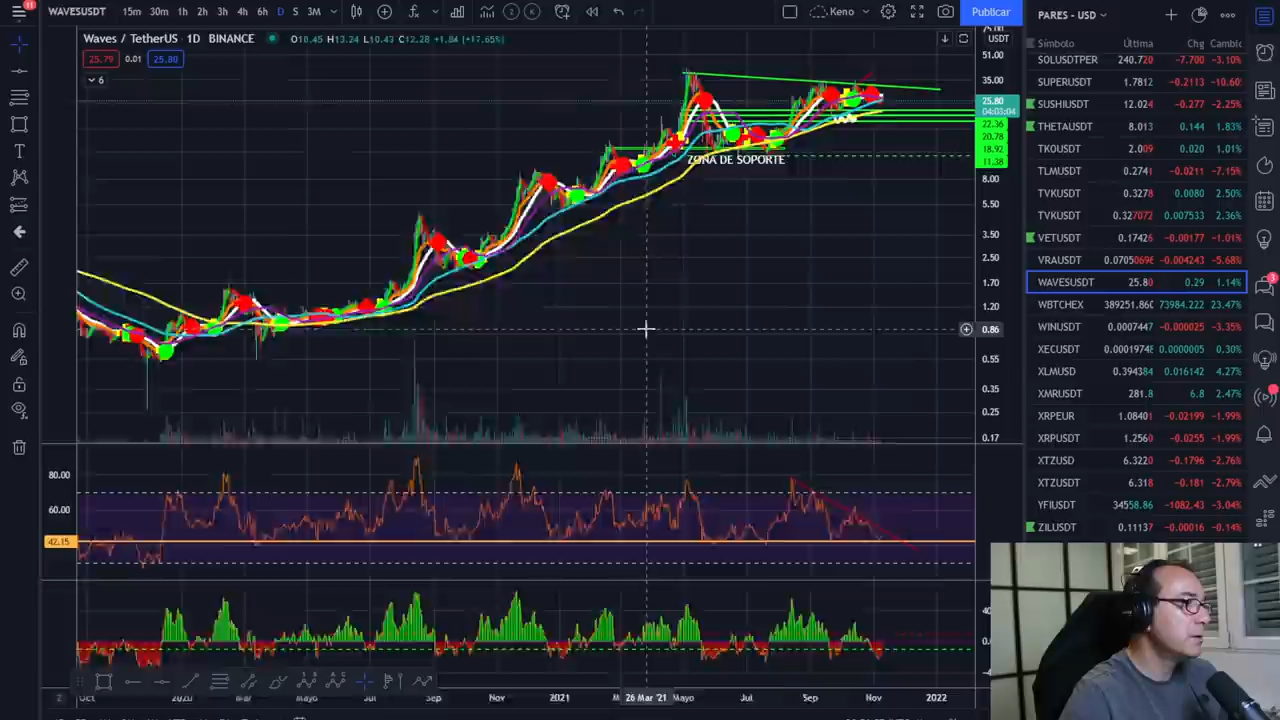 11
WAVESUSDT 15m 30m 1h 2h 3h 4h 6h D S 3M Keno Publicar
Waves / TetherUS 1D BINANCE O10.45 H13.24 L10.43 C12.28 +1.84 (+17.65%) USDT
25.79 0.01 25.80
6
75.00
51.00
35.00
25.80
04:03:04
22.36
20.78
18.92
11.38
8.00
5.50
3.50
2.50
1.70
1.20
0.86
0.55
0.35
0.25
0.17
ZONA DE SOPORTE
80.00
60.00
42.15
40
0.0
-4
Oct 2020 Mar Mayo Jul Sep Nov 2021 26 Mar '21 Mayo Jul Sep Nov 2022
PARES - USD
Símbolo Última Chg Cambio
SOLUSDTPER 240.720 -7.700 -3.10%
SUPERUSDT 1.7812 -0.2113 -10.60%
SUSHIUSDT 12.024 -0.277 -2.25%
THETAUSDT 8.013 0.144 1.83%
TKOUSDT 2.009 0.020 1.01%
TLMUSDT 0.2741 -0.0211 -7.15%
TVKUSDT 0.3278 0.0080 2.50%
TVKUSDT 0.327072 0.007533 2.36%
VETUSDT 0.17426 -0.00177 -1.01%
VRAUSDT 0.0705069 -0.004243 -5.68%
WAVESUSDT 25.80 0.29 1.14%
WBTCHEX 389251.860 73984.222 23.47%
WINUSDT 0.0007447 -0.000025 -3.35%
XECUSDT 0.00019748 0.0000005 0.30%
XLMUSDT 0.394384 0.016142 4.27%
XMRUSDT 281.8 6.8 2.47%
XRPEUR 1.0840 -0.02199 -1.99%
XRPUSDT 1.2560 -0.0255 -1.99%
XTZUSD 6.3220 -0.1796 -2.76%
XTZUSDT 6.318 -0.181 -2.79%
YFIUSDT 34558.86 -1082.43 -3.04%
ZILUSDT 0.11137 -0.00016 -0.14%
3